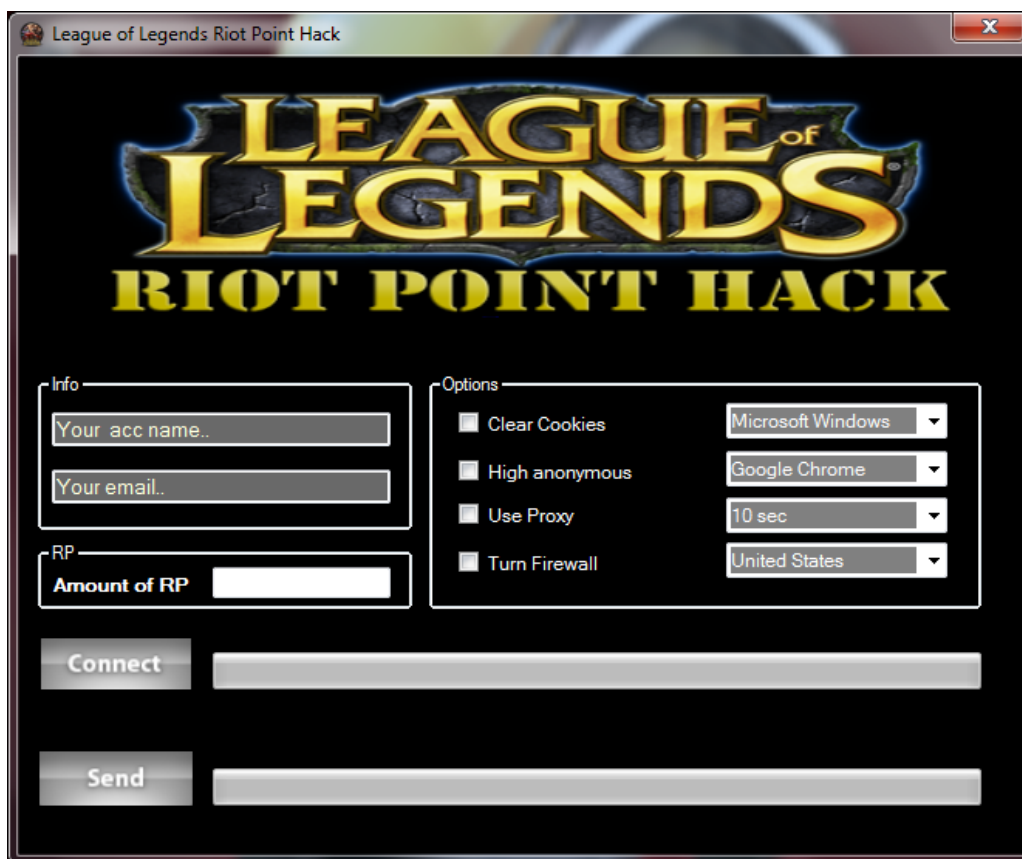 League of Legends Riot Point Hack
x
LEAGUE of
LEGENDS®
RIOT POINT HACK
Info
Your acc name..
Your email..
RP
Amount of RP
Options
Clear Cookies
Microsoft Windows
High anonymous
Google Chrome
Use Proxy
10 sec
Turn Firewall
United States
Connect
Send